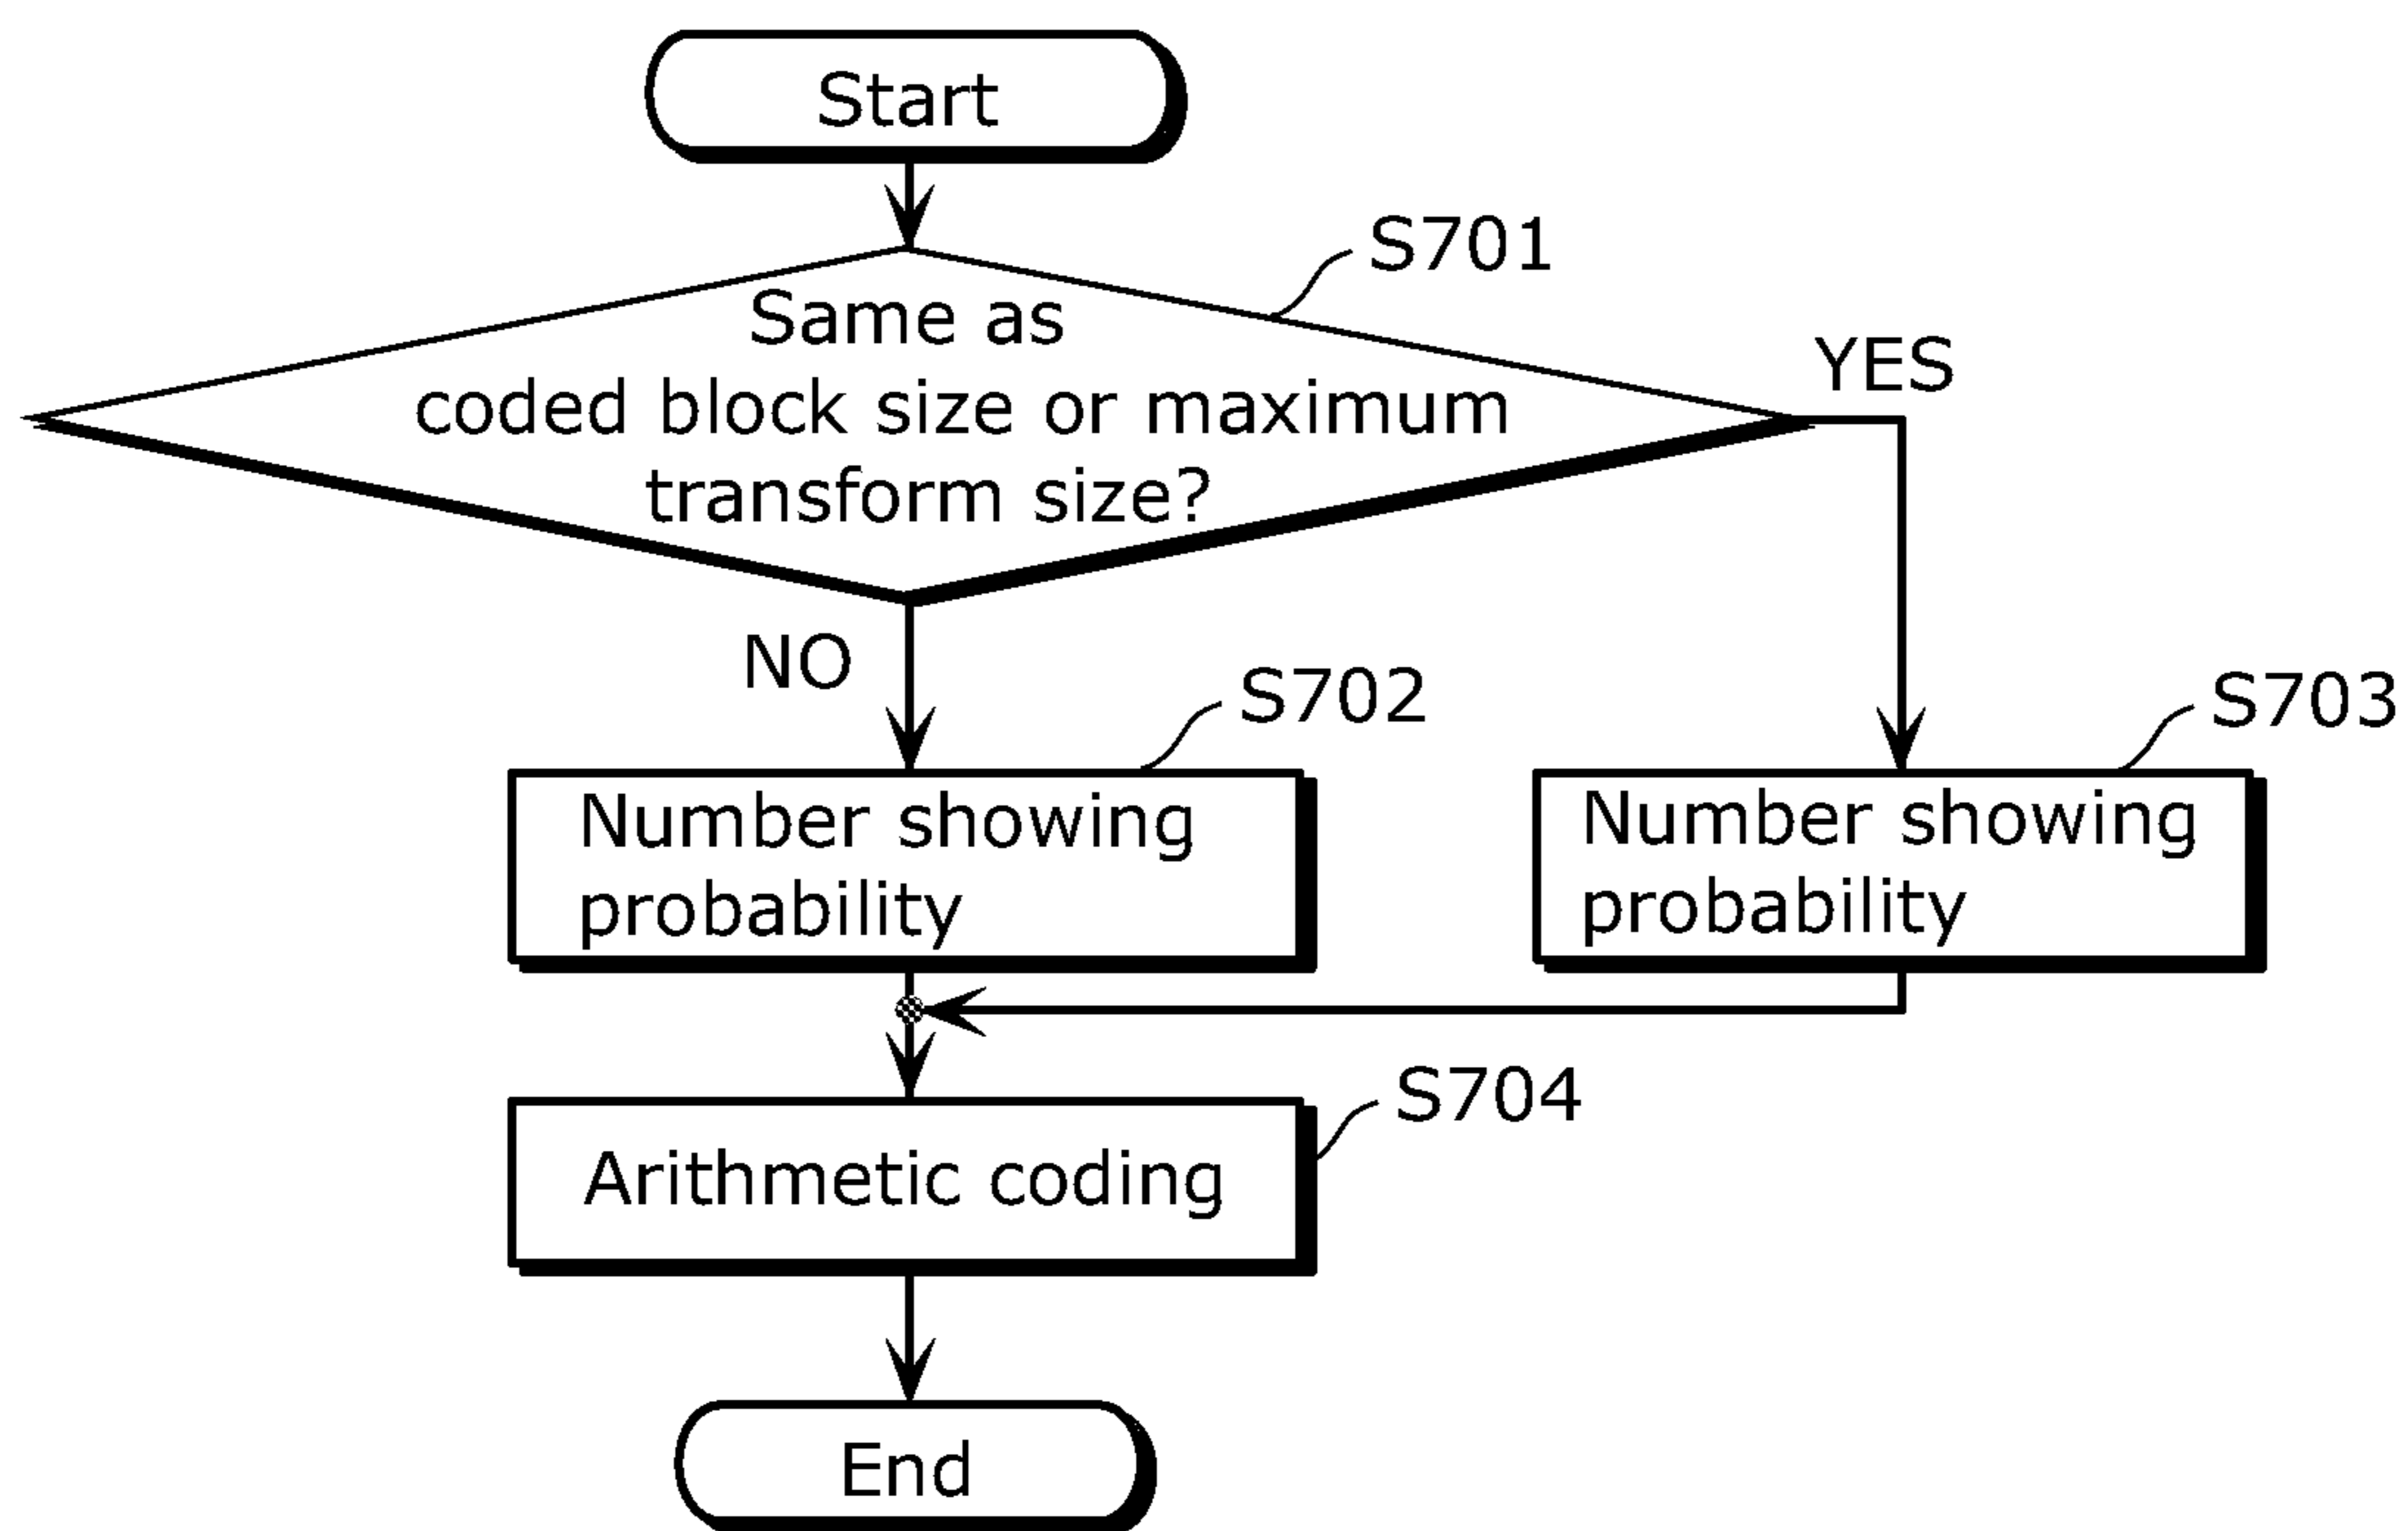 Start
S701
Same as
coded block size or maximum
transform size?
YES
NO
S702
S703
Number showing
probability
Number showing
probability
S704
Arithmetic coding
End